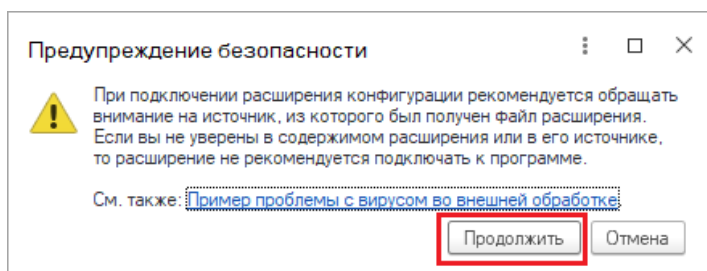 Предупреждение безопасности
При подключении расширения конфигурации рекомендуется обращать
внимание на источник, из которого был получен файл расширения.
Если вы не уверены в содержимом расширения или в его источнике,
то расширение не рекомендуется подключать к программе.
См. также: Пример проблемы с вирусом во внешней обработке.
Продолжить Отмена